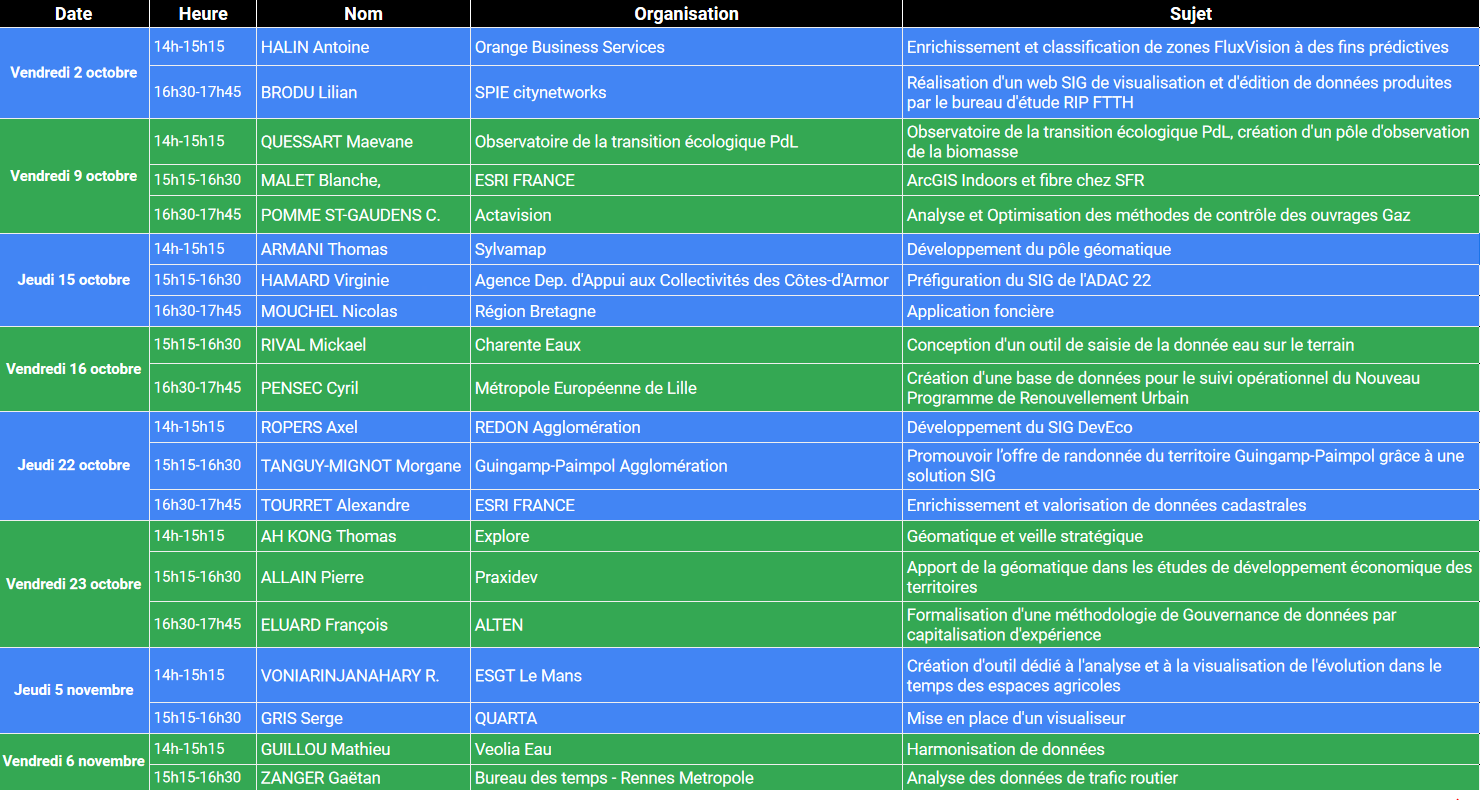 Date Heure Nom Organisation Sujet
Vendredi 2 octobre
14h-15h15 HALIN Antoine Orange Business Services Enrichissement et classification de zones FluxVision à des fins prédictives
16h30-17h45 BRODU Lilian SPIE citynetworks Réalisation d'un web SIG de visualisation et d'édition de données produites
par le bureau d'étude RIP FTTH
Vendredi 9 octobre
14h-15h15 QUESSART Maevane Observatoire de la transition écologique PdL Observatoire de la transition écologique PdL, création d'un pôle d'observation
de la biomasse
15h15-16h30 MALET Blanche, ESRI FRANCE ArcGIS Indoors et fibre chez SFR
16h30-17h45 POMME ST-GAUDENS C. Actavision Analyse et Optimisation des méthodes de contrôle des ouvrages Gaz
Jeudi 15 octobre
14h-15h15 ARMANI Thomas Sylvamap Développement du pôle géomatique
15h15-16h30 HAMARD Virginie Agence Dep. d'Appui aux Collectivités des Côtes-d'Armor Préfiguration du SIG de l'ADAC 22
16h30-17h45 MOUCHEL Nicolas Région Bretagne Application foncière
Vendredi 16 octobre
15h15-16h30 RIVAL Mickael Charente Eaux Conception d'un outil de saisie de la donnée eau sur le terrain
16h30-17h45 PENSEC Cyril Métropole Européenne de Lille Création d'une base de données pour le suivi opérationnel du Nouveau
Programme de Renouvellement Urbain
Jeudi 22 octobre
14h-15h15 ROPERS Axel REDON Agglomération Développement du SIG DevEco
15h15-16h30 TANGUY-MIGNOT Morgane Guingamp-Paimpol Agglomération Promouvoir l'offre de randonnée du territoire Guingamp-Paimpol grâce à une
solution SIG
16h30-17h45 TOURRET Alexandre ESRI FRANCE Enrichissement et valorisation de données cadastrales
Vendredi 23 octobre
14h-15h15 AH KONG Thomas Explore Géomatique et veille stratégique
15h15-16h30 ALLAIN Pierre Praxidev Apport de la géomatique dans les études de développement économique des
territoires
16h30-17h45 ELUARD François ALTEN Formalisation d'une méthodologie de Gouvernance de données par
capitalisation d'expérience
Jeudi 5 novembre
14h-15h15 VONIARINJANAHARY R. ESGT Le Mans Création d'outil dédié à l'analyse et à la visualisation de l'évolution dans le
temps des espaces agricoles
15h15-16h30 GRIS Serge QUARTA Mise en place d'un visualiseur
Vendredi 6 novembre
14h-15h15 GUILLOU Mathieu Veolia Eau Harmonisation de données
15h15-16h30 ZANGER Gaëtan Bureau des temps - Rennes Metropole Analyse des données de trafic routier